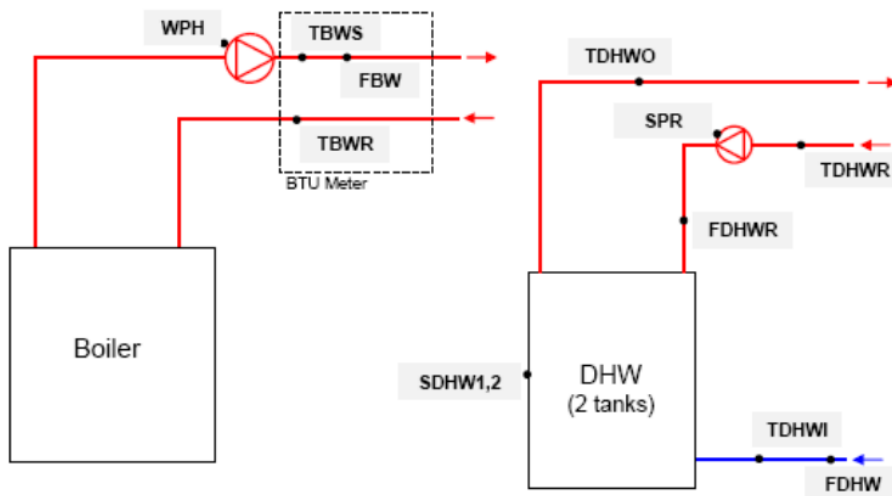 WPH
TBWS
FBW
TBWR
BTU Meter
Boiler
TDHWO
SPR
TDHWR
FDHWR
SDHW1,2
DHW
(2 tanks)
TDHWI
FDHW